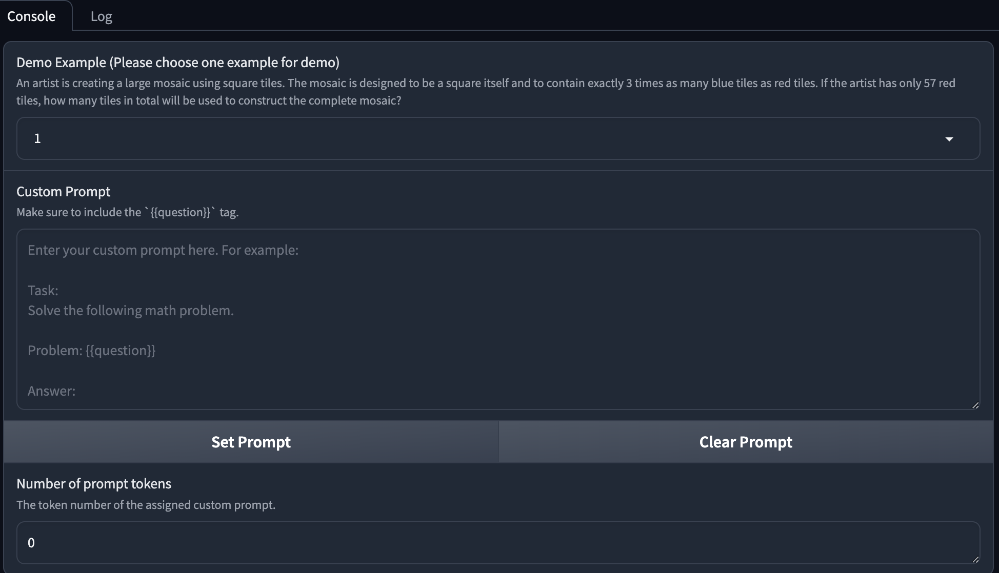 Console
Log
Demo Example (Please choose one example for demo)
An artist is creating a large mosaic using square tiles. The mosaic is designed to be a square itself and to contain exactly 3 times as many blue tiles as red tiles. If the artist has only 57 red
tiles, how many tiles in total will be used to construct the complete mosaic?
1
Custom Prompt
Make sure to include the `{{question}}` tag.
Enter your custom prompt here. For example:
Task:
Solve the following math problem.
Problem: {{question}}
Answer:
Set Prompt
Clear Prompt
Number of prompt tokens
The token number of the assigned custom prompt.
0